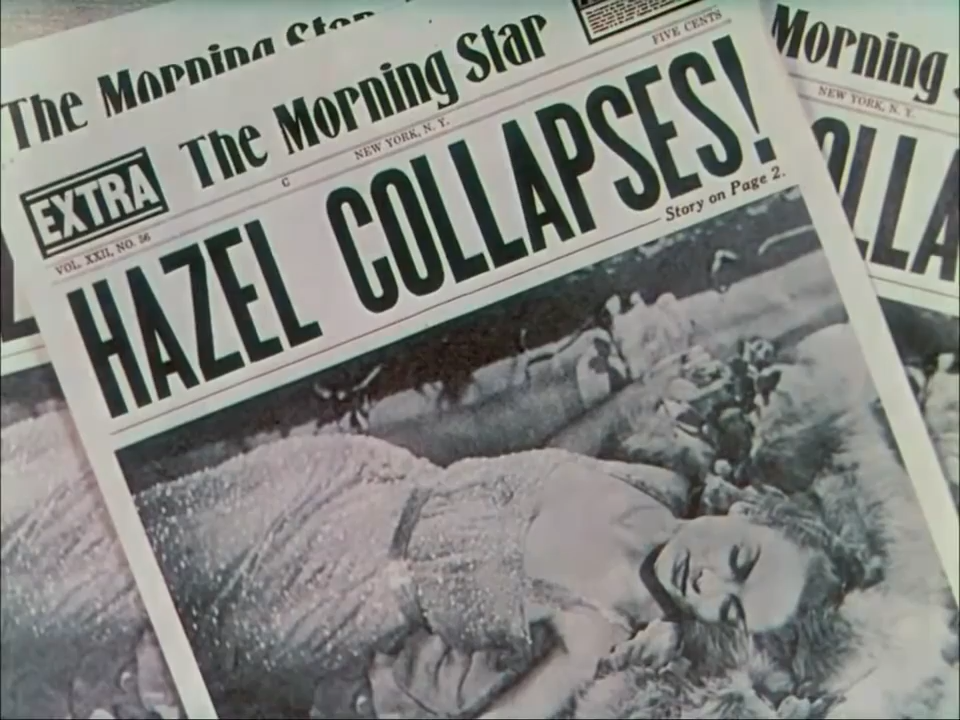 The Morning Star
The Morning Star
FIVE CENTS
EXTRA
NEW YORK, N. Y.
C
VOL. XXII, NO. 56
HAZEL COLLAPSES!
Story on Page 2.
The Morning
NEW YORK, N. Y.